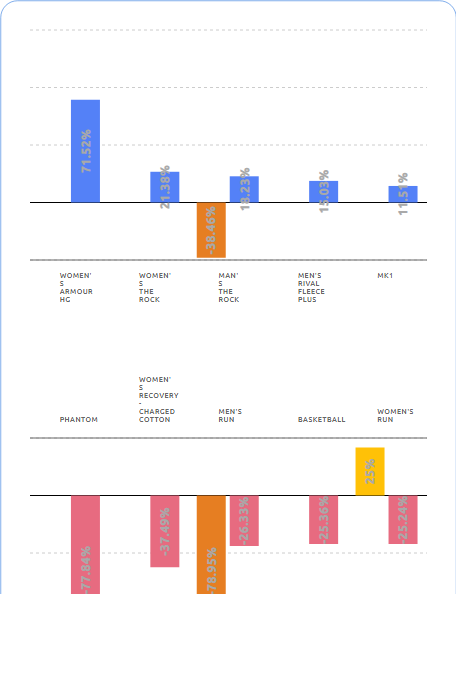 71.52%
21.38%
-38.46%
18.23%
15.03%
11.51%
WOMEN'
S
ARMOUR
HG
WOMEN'
S
THE
ROCK
MAN'
S
THE
ROCK
MEN'S
RIVAL
FLEECE
PLUS
MK1
PHANTOM
WOMEN'
S
RECOVERY
-
CHARGED
COTTON
MEN'S
RUN
BASKETBALL
WOMEN'S
RUN
-77.84%
-37.49%
-78.95%
-26.33%
-25.36%
25%
-25.24%